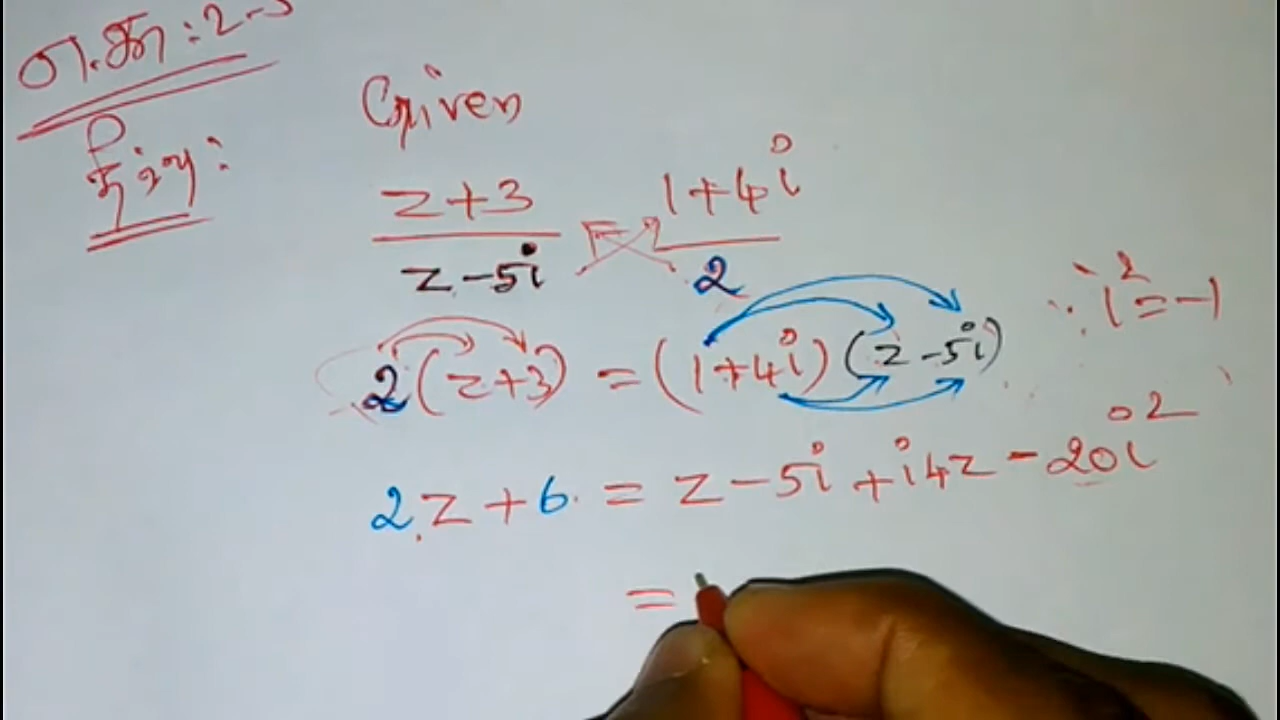 எ.கா : 2.
Given
z+3 / z-5i = 1+4i / 2
2(z+3) = (1+4i)(z-5i) ∵ i²=-1
2z+6 = z-5i+i4z-20i²
=